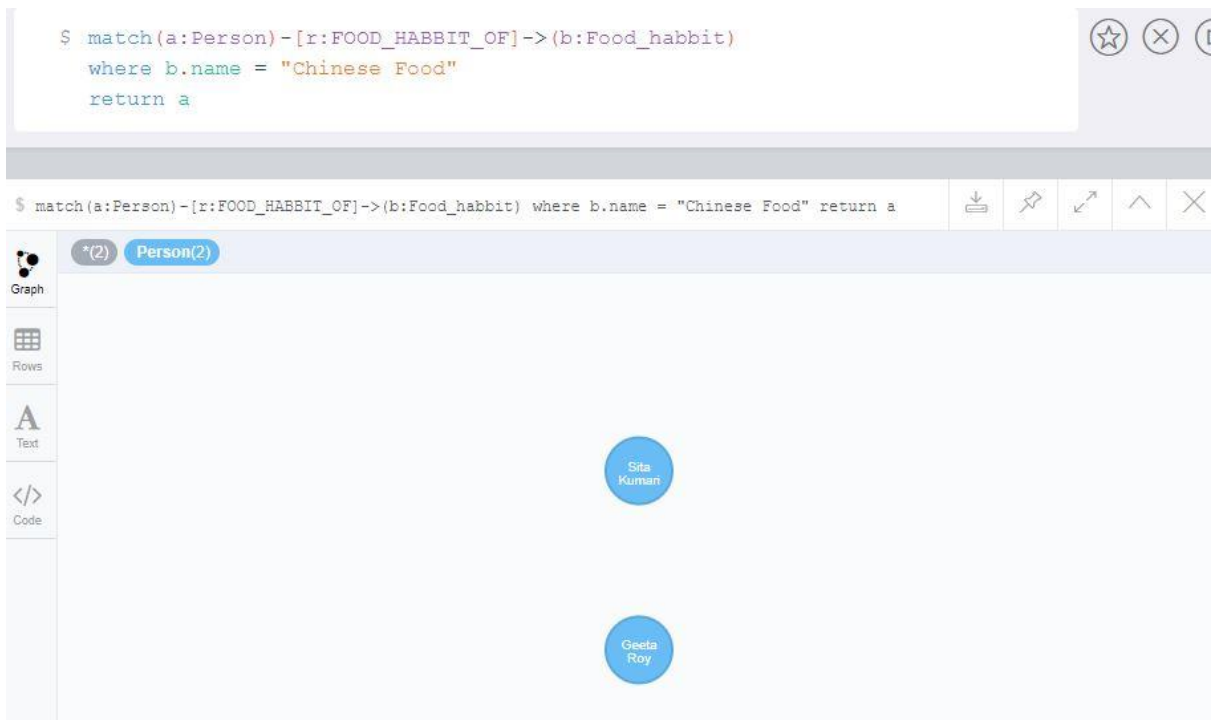 $ match(a:Person)-[r:FOOD_HABBIT_OF]->(b:Food_habbit)
where b.name = "Chinese Food"
return a
$ match(a:Person)-[r:FOOD_HABBIT_OF]->(b:Food_habbit) where b.name = "Chinese Food" return a
*(2) Person(2)
Graph
Rows
A
Text
</>
Code
Sita
Kumari
Geeta
Roy